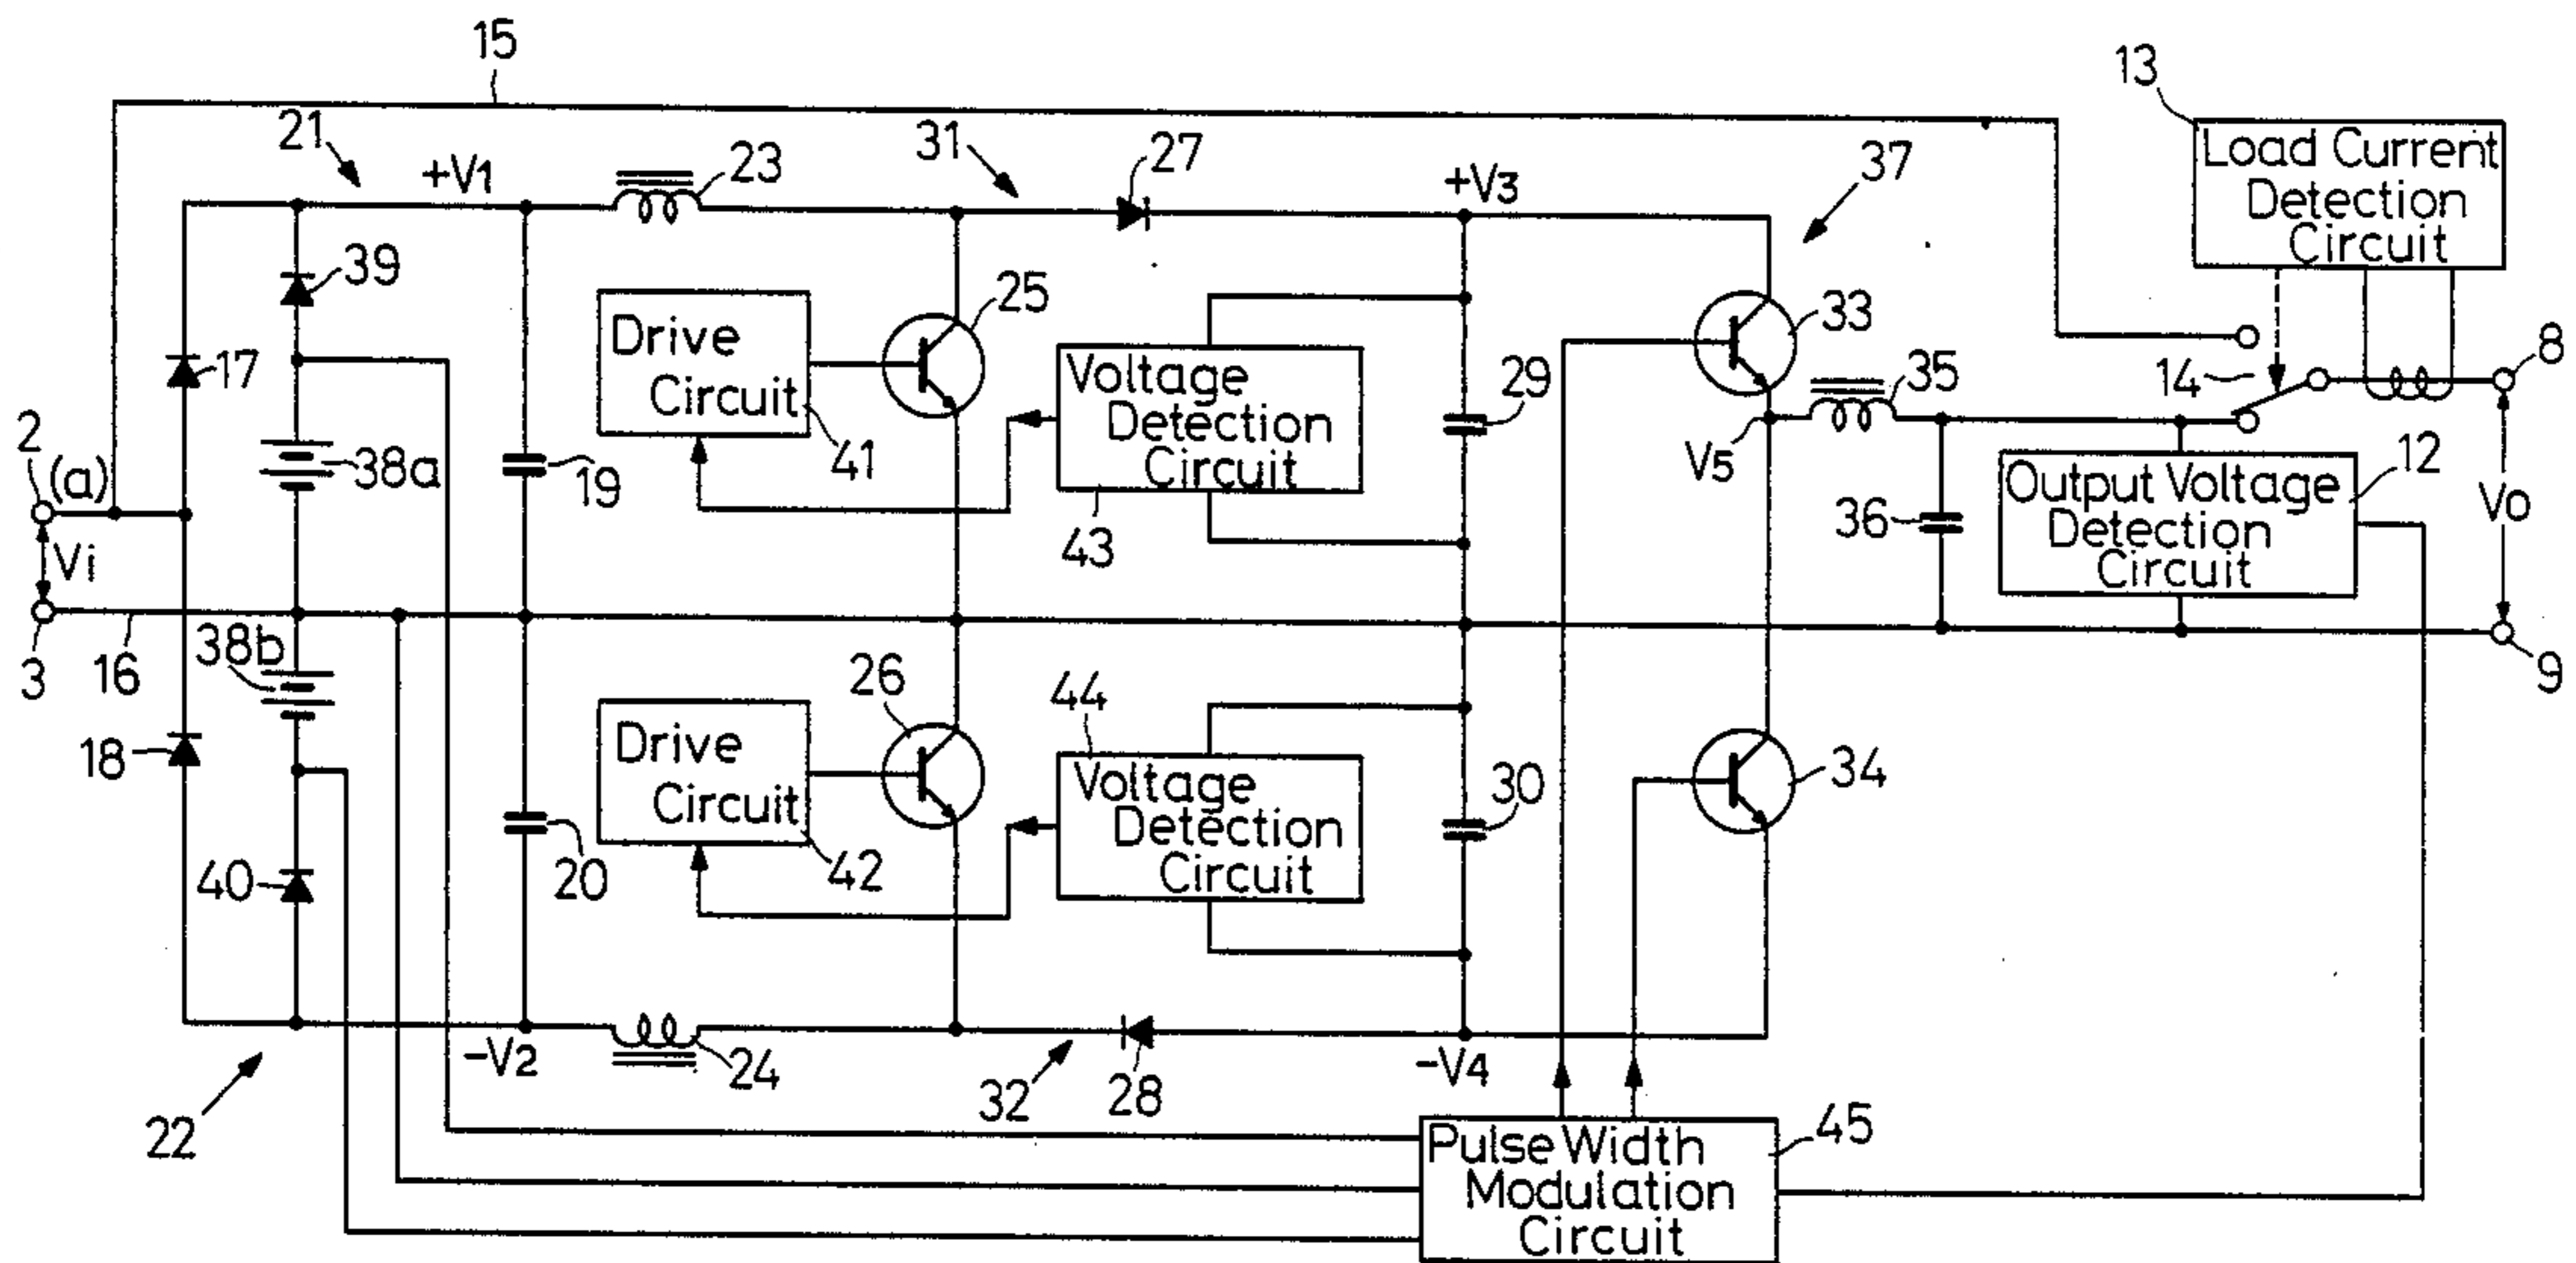 15
13
Load Current
Detection
Circuit
21
+V1
23
31
27
+V3
37
39
25
33
8
17
Drive
Circuit
41
Voltage
Detection
Circuit
43
29
35
14
2
(a)
38a
19
V5
36
12
Output Voltage
Detection
Circuit
Vo
Vi
3
16
38b
26
44
9
18
Drive
Circuit
42
Voltage
Detection
Circuit
30
34
40
20
-V2
24
32
28
-V4
22
Pulse Width
Modulation
Circuit
45